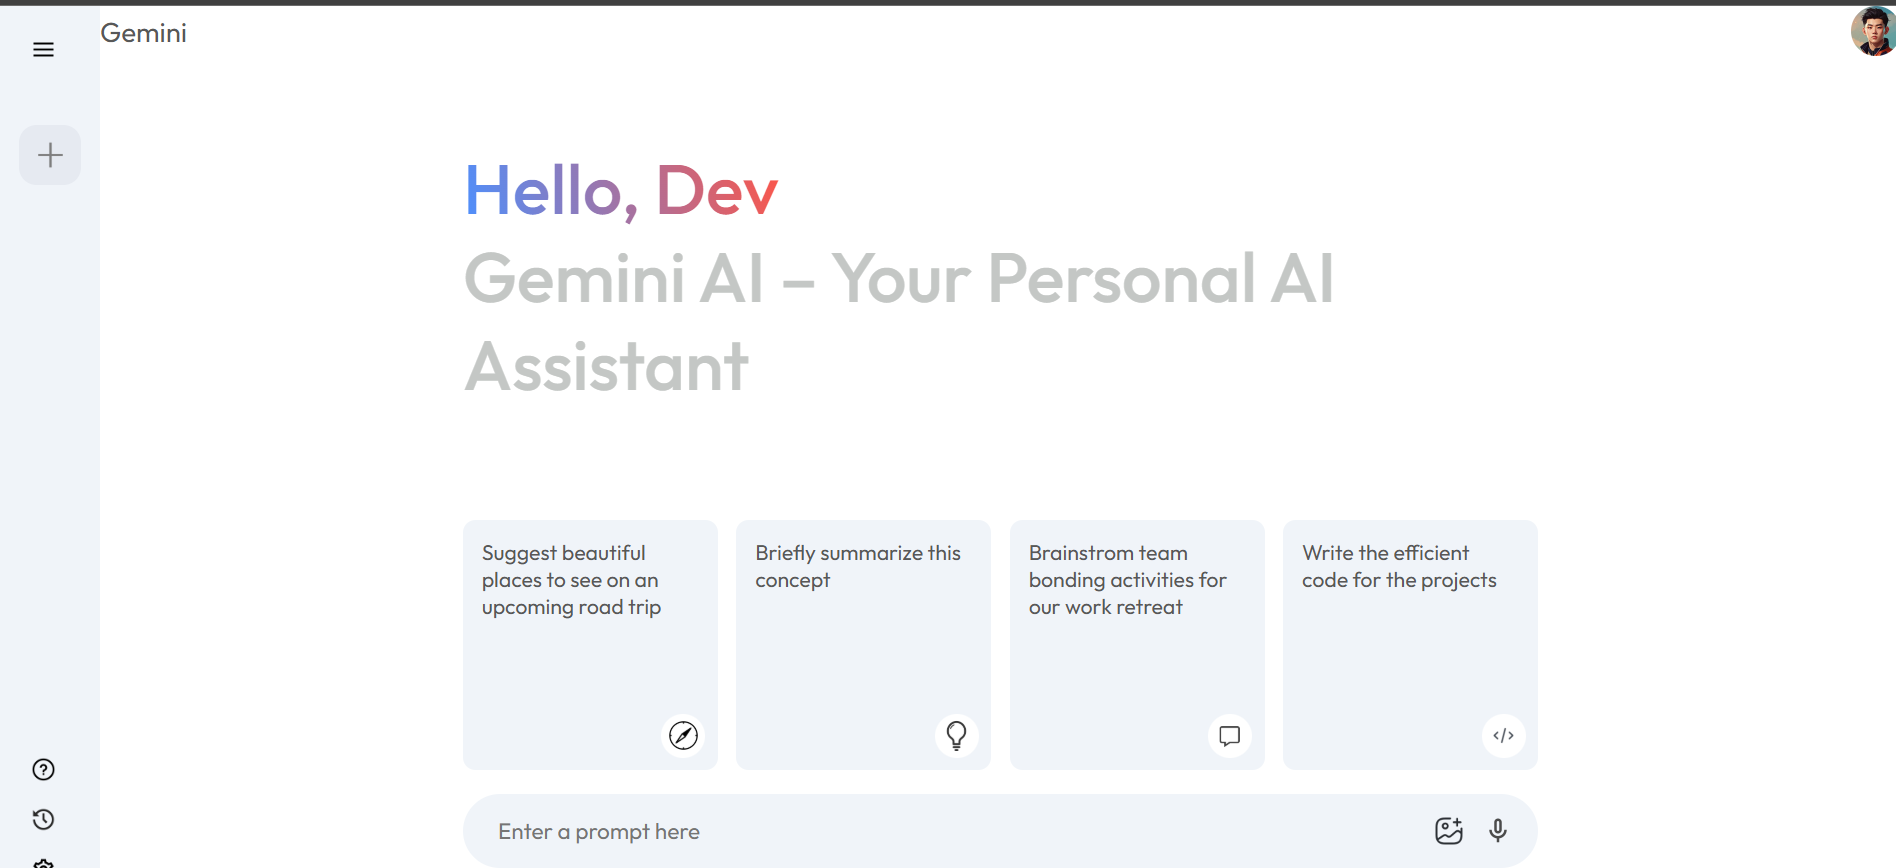 Gemini
Hello, Dev
Gemini AI – Your Personal AI
Assistant
Suggest beautiful
places to see on an
upcoming road trip
Briefly summarize this
concept
Brainstrom team
bonding activities for
our work retreat
Write the efficient
code for the projects
</>
Enter a prompt here